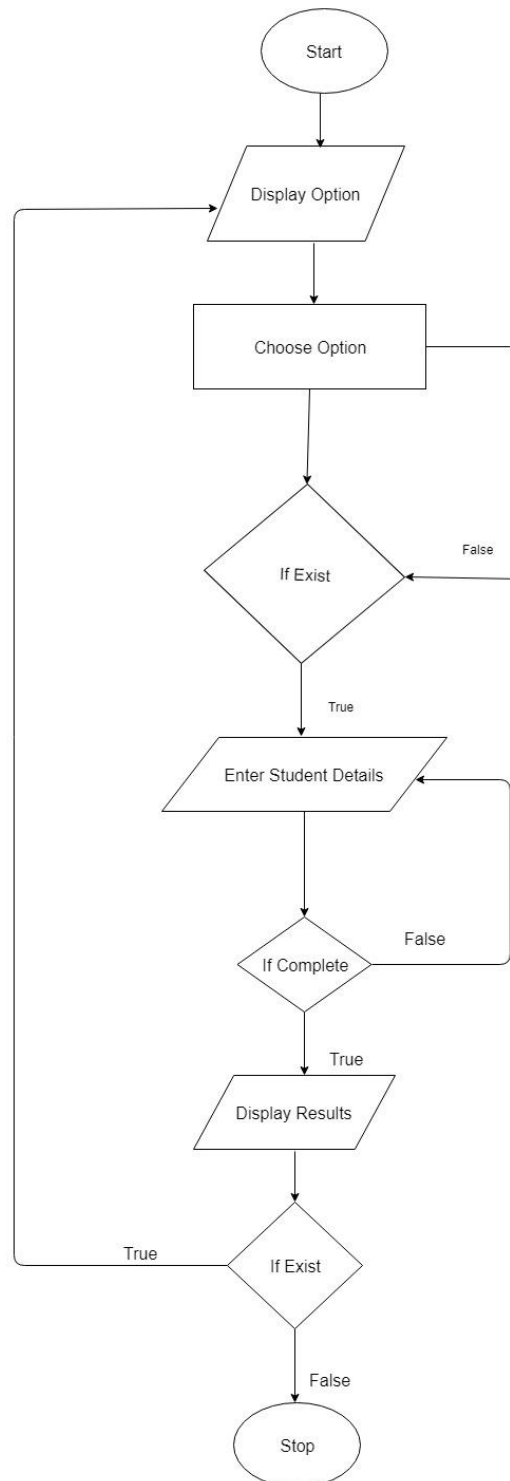 Start
Display Option
Choose Option
False
If Exist
True
Enter Student Details
False
If Complete
True
Display Results
True
If Exist
False
Stop